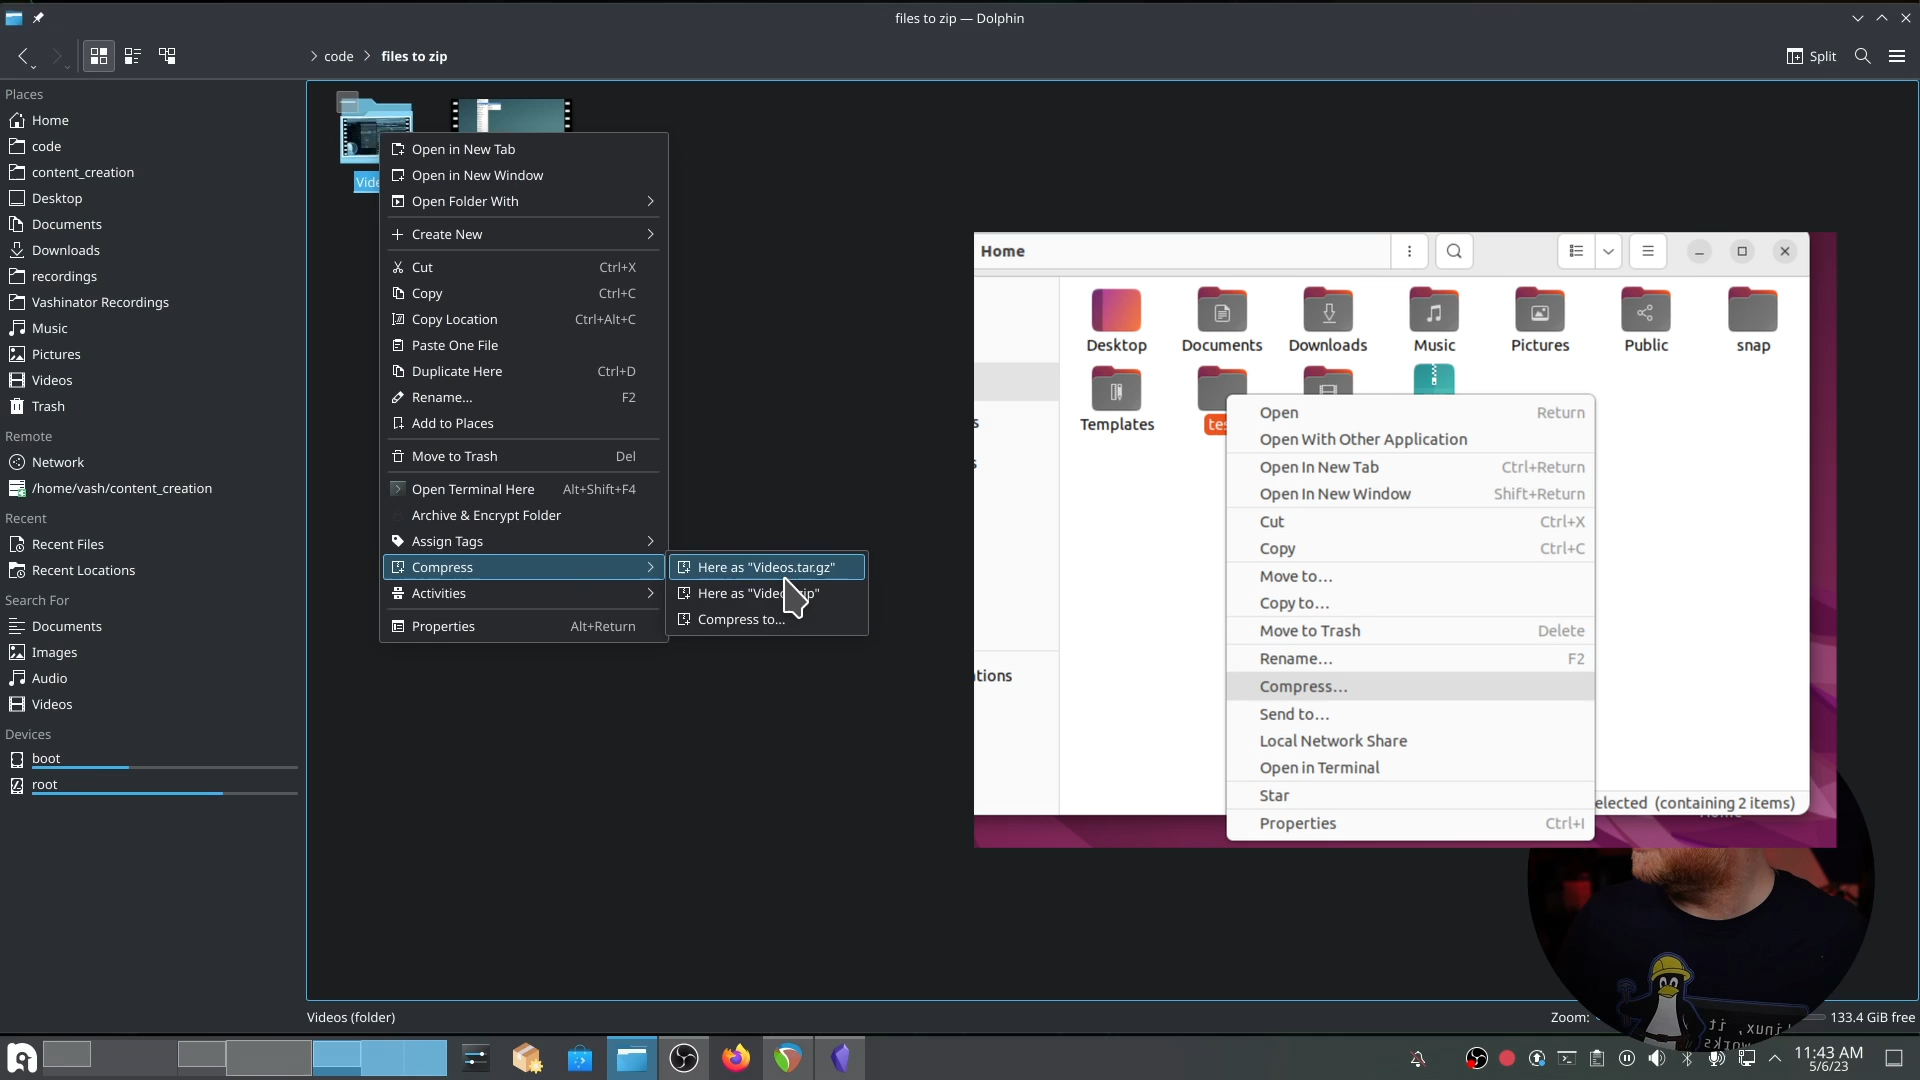 files to zip — Dolphin
code
files to zip
Split
Places
Home
code
content_creation
Desktop
Documents
Downloads
recordings
Vashinator Recordings
Music
Pictures
Videos
Trash
Remote
Network
/home/vash/content_creation
Recent
Recent Files
Recent Locations
Search For
Documents
Images
Audio
Videos
Devices
boot
root
Open in New Tab
Open in New Window
Open Folder With
Create New
Cut Ctrl+X
Copy Ctrl+C
Copy Location Ctrl+Alt+C
Paste One File
Duplicate Here Ctrl+D
Rename... F2
Add to Places
Move to Trash Del
Open Terminal Here Alt+Shift+F4
Archive & Encrypt Folder
Assign Tags
Compress
Activities
Properties Alt+Return
Here as "Videos.tar.gz"
Here as
Compress to...
Home
Desktop
Documents
Downloads
Music
Pictures
Public
snap
Templates
Open Return
Open With Other Application
Open In New Tab Ctrl+Return
Open In New Window Shift+Return
Cut Ctrl+X
Copy Ctrl+C
Move to...
Copy to...
Move to Trash Delete
Rename... F2
Compress...
Send to...
Local Network Share
Open in Terminal
Star
Properties Ctrl+I
(containing 2 items)
Videos (folder)
Zoom:
133.4 GiB free
11:43 AM
5/6/23